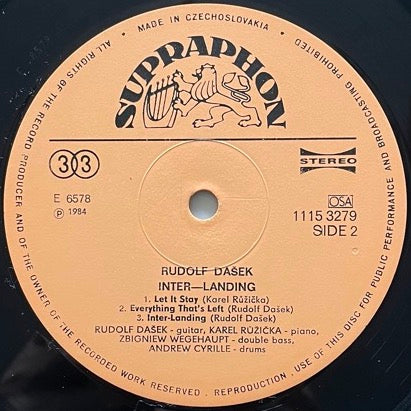 · MADE IN CZECHOSLOVAKIA ·
ALL RIGHTS OF THE RECORD PRODUCER AND OF THE OWNER OF THE RECORDED WORK RESERVED . REPRODUCTION . USE OF THIS DISC FOR PUBLIC PERFORMANCE AND BROADCASTING PROHIBITED
SUPRAPHON
33
STEREO
E 6578
Ⓟ 1984
OSA
1115 3279
SIDE 2
RUDOLF DAŠEK
INTER—LANDING
1. Let It Stay (Karel Růžička)
2. Everything That's Left (Rudolf Dašek)
3. Inter-Landing (Rudolf Dašek)
RUDOLF DAŠEK - guitar, KAREL RŮŽIČKA - piano,
ZBIGNIEW WEGEHAUPT - double bass,
ANDREW CYRILLE - drums